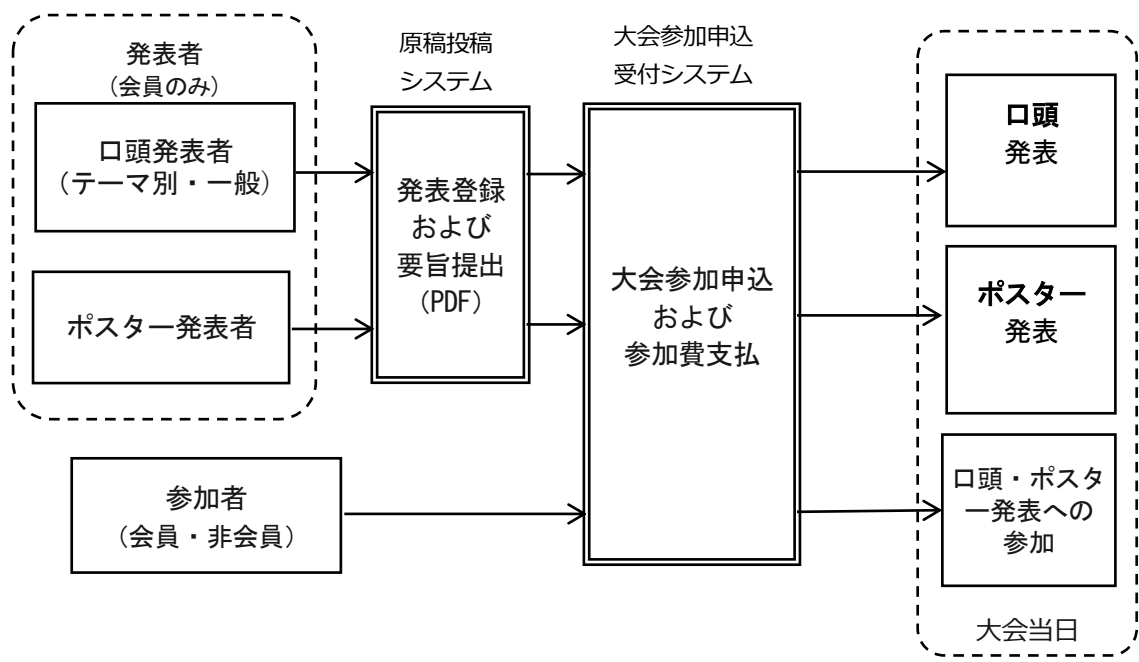 発表者
（会員のみ）
口頭発表者
（テーマ別・一般）
ポスター発表者
参加者
（会員・非会員）
原稿投稿
システム
発表登録
および
要旨提出
（PDF）
大会参加申込
受付システム
大会参加申込
および
参加費支払
口頭
発表
ポスター
発表
口頭・ポスタ
ー発表への
参加
大会当日